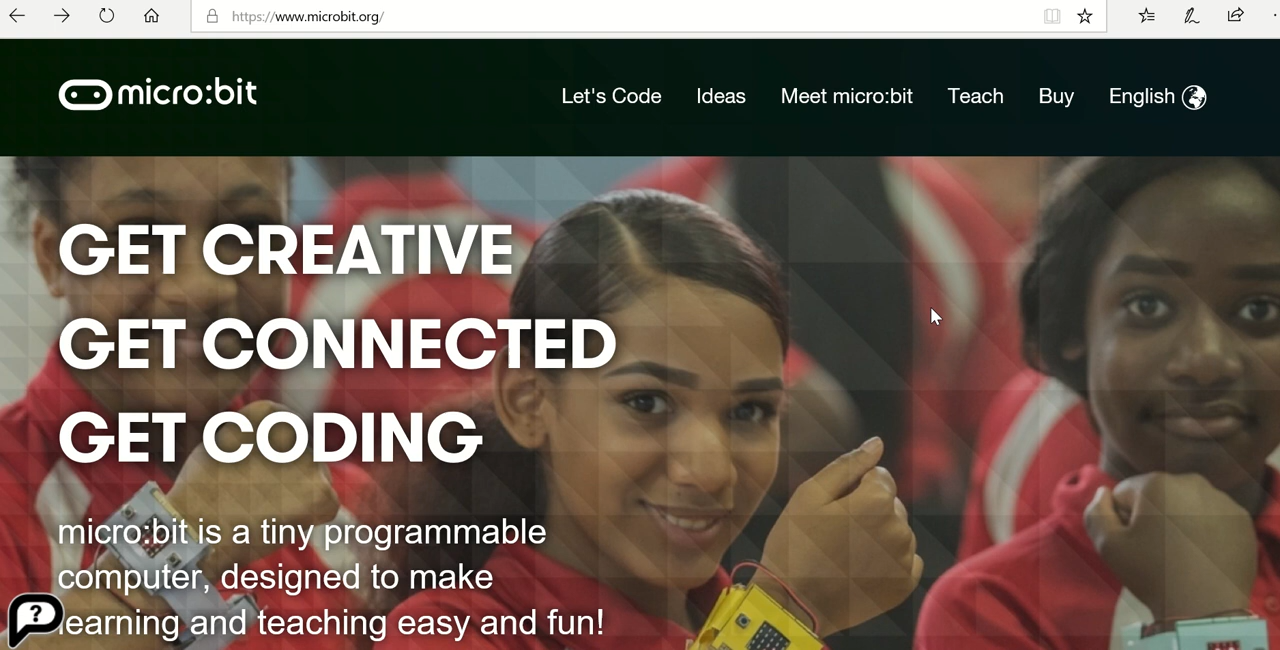 https://www.microbit.org/
micro:bit
Let's Code Ideas Meet micro:bit Teach Buy English
GET CREATIVE
GET CONNECTED
GET CODING
micro:bit is a tiny programmable
computer, designed to make
learning and teaching easy and fun!
?